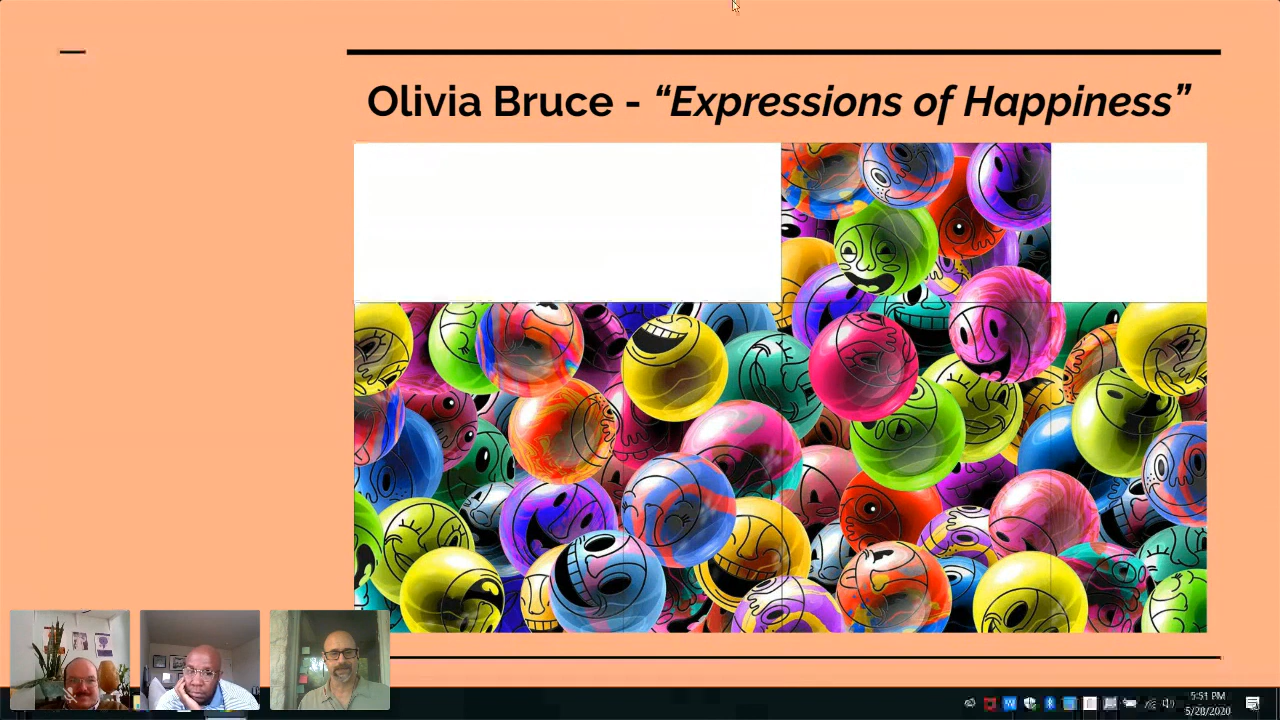 Olivia Bruce - “Expressions of Happiness”
5:51 PM
5/28/2020